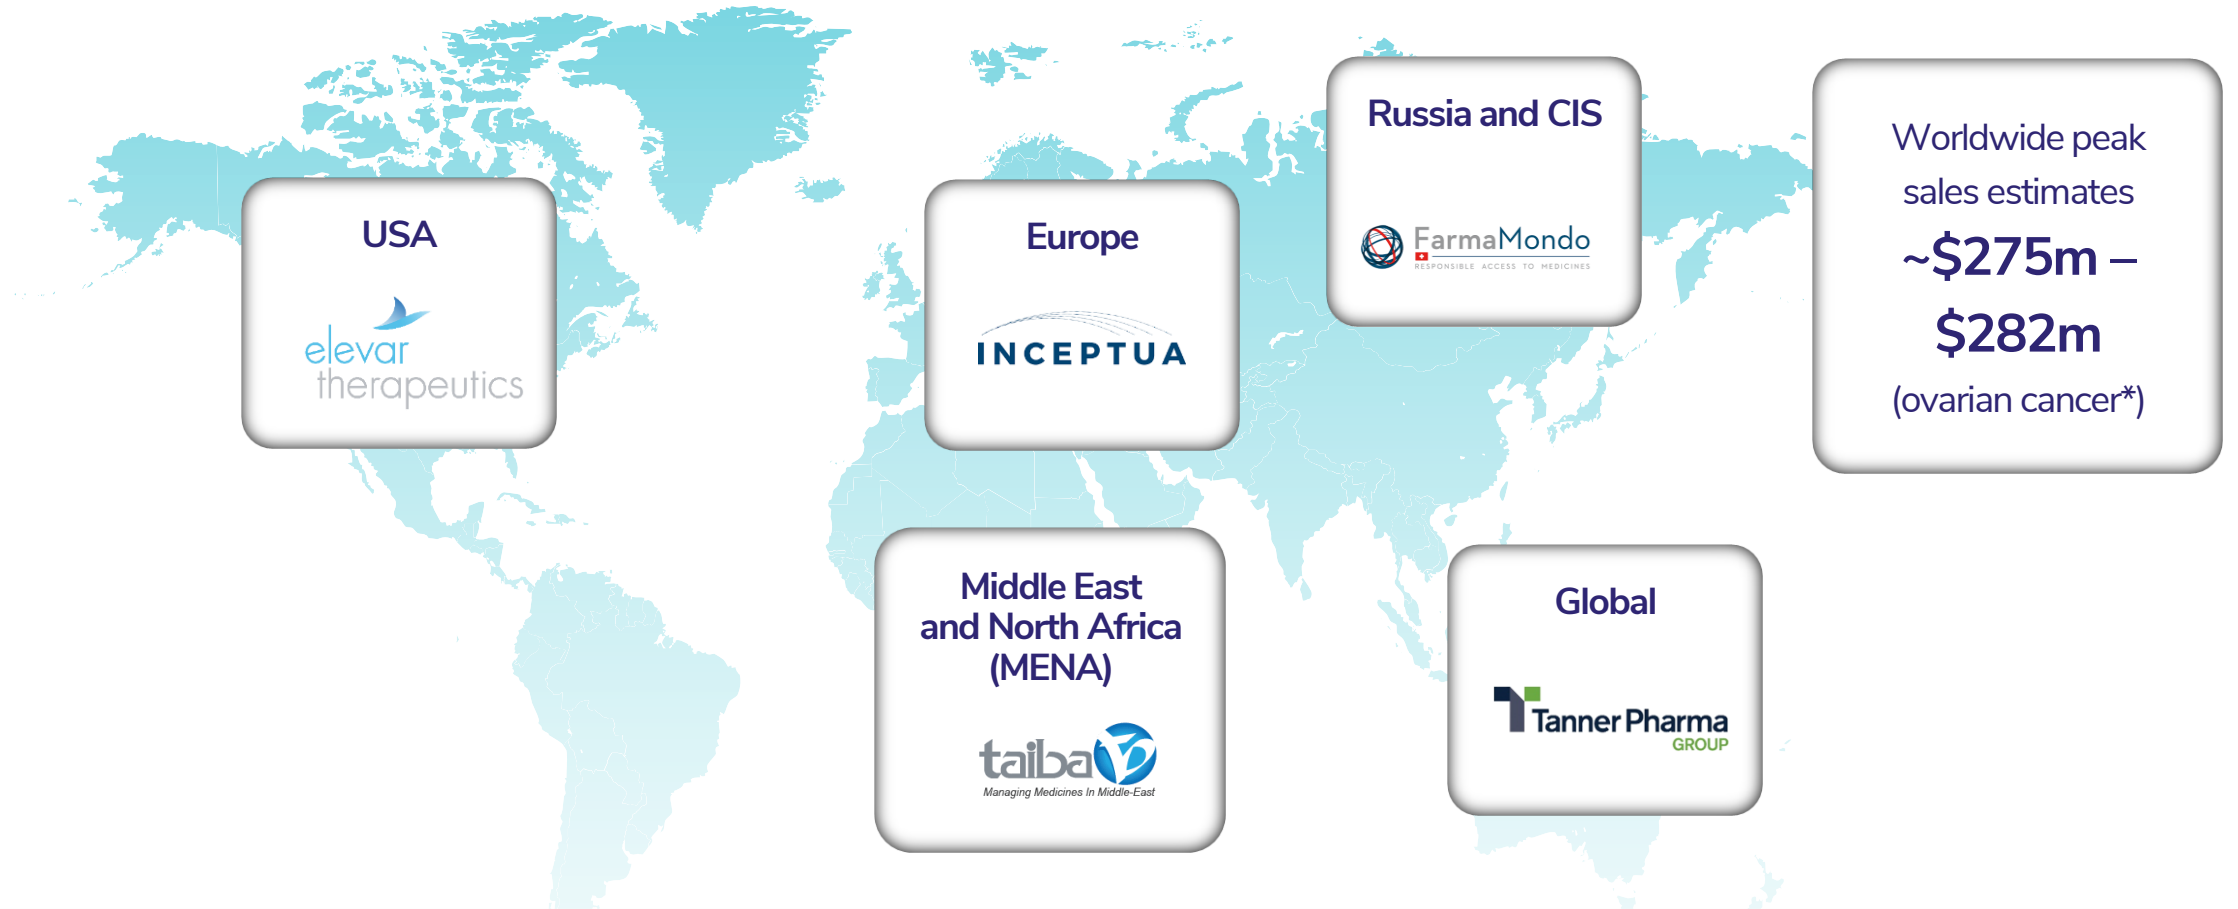 USA
elevar
therapeutics
Europe
INCEPTUA
Russia and CIS
FarmaMondo
RESPONSIBLE ACCESS TO MEDICINES
Middle East
and North Africa
(MENA)
taiba
Managing Medicines In Middle-East
Global
Tanner Pharma
GROUP
Worldwide peak
sales estimates
~$275m –
$282m
(ovarian cancer*)